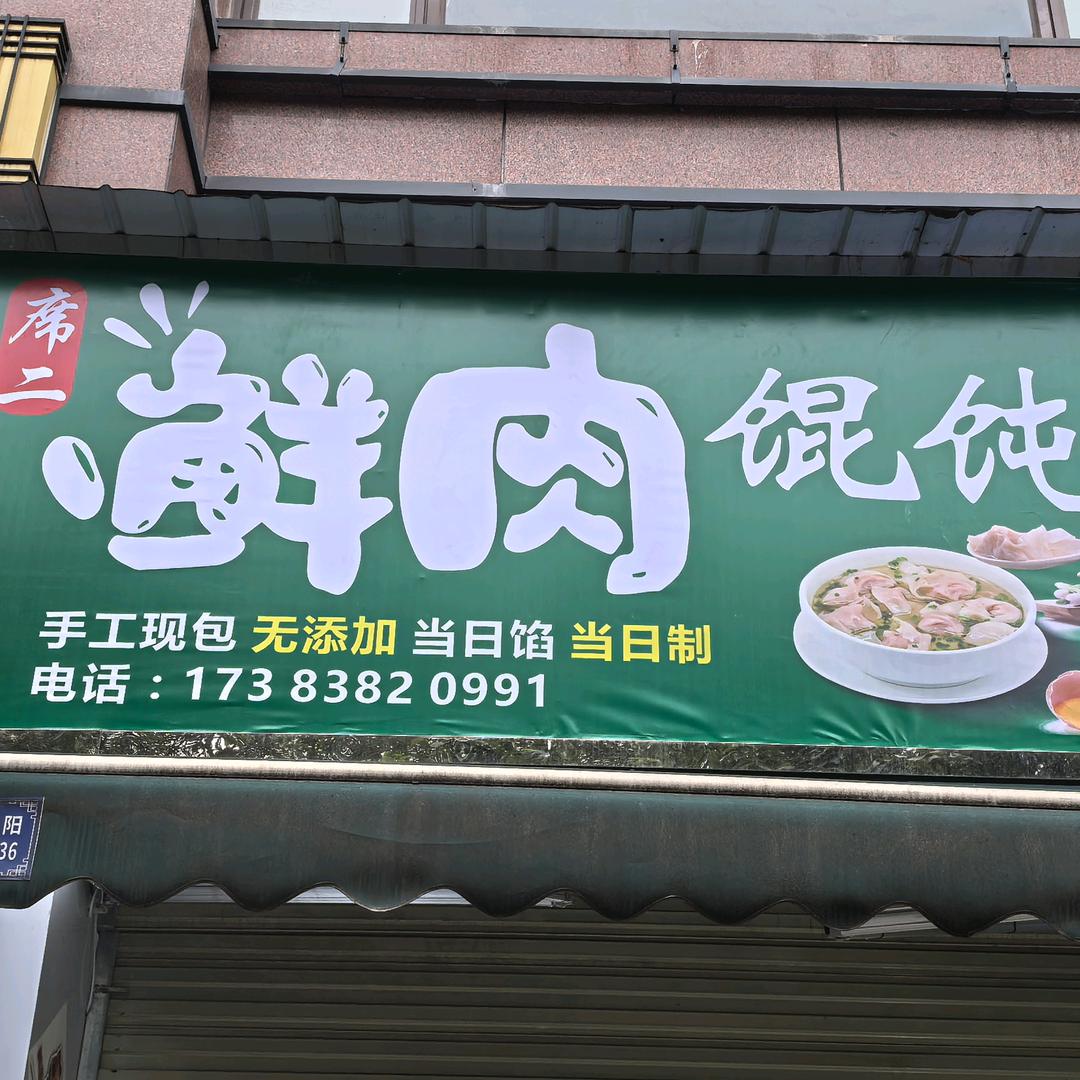 席二
鲜肉馄饨
手工现包 无添加 当日馅 当日制
电话：173 8382 0991
阳
36